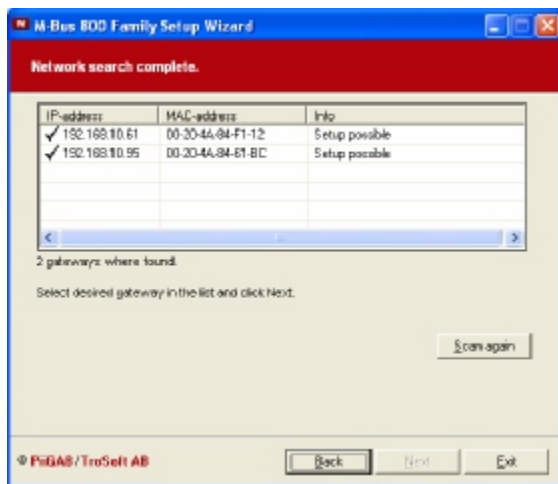 M-Bus 800 Family Setup Wizard
Network search complete.
IP-address MAC-address Info
192.168.10.61 00-20-4A-84-F1-12 Setup possible
192.168.10.95 00-20-4A-84-61-BC Setup possible
2 gateways where found.
Select desired gateway in the list and click Next.
Scan again
© PiiGAB / TroSoft AB
Back Next Exit